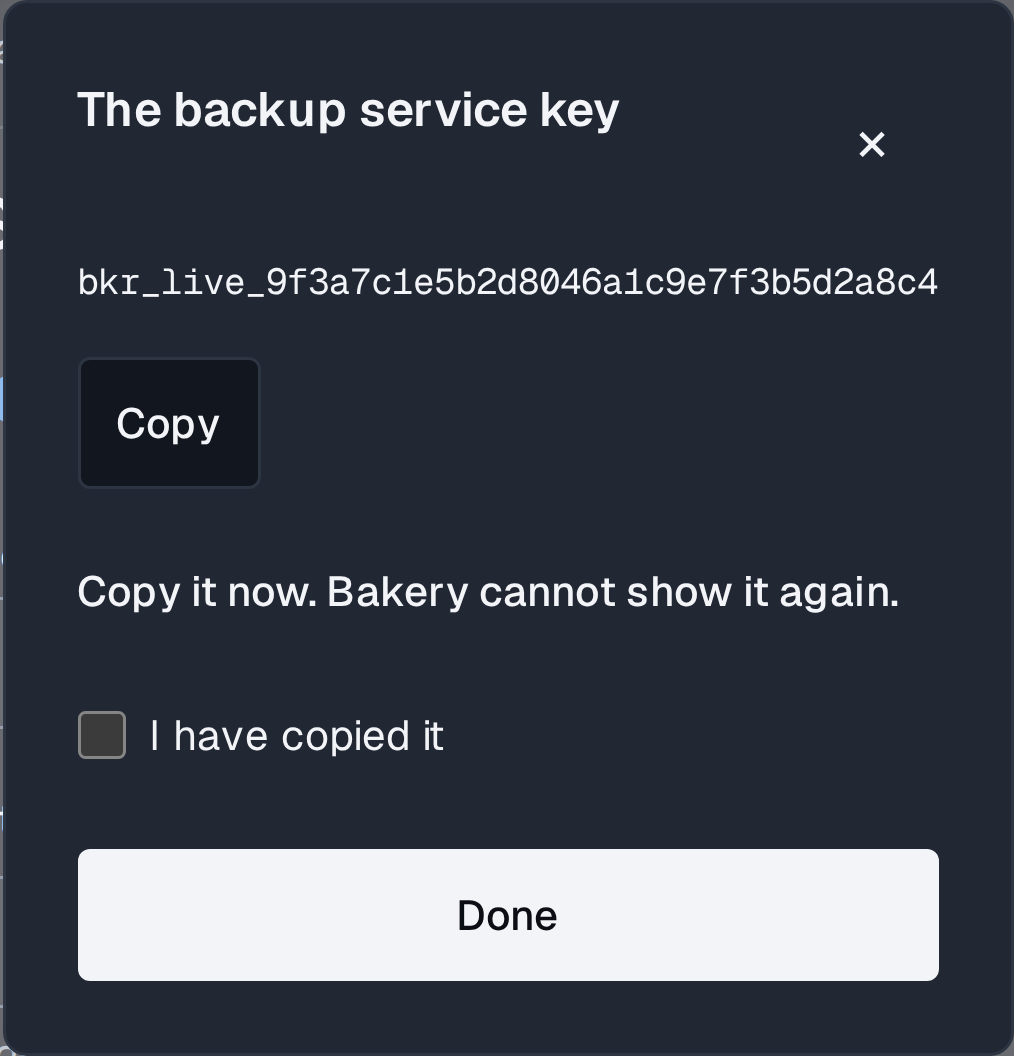 The backup service key
×
bkr_live_9f3a7c1e5b2d8046a1c9e7f3b5d2a8c4
Copy
Copy it now. Bakery cannot show it again.
I have copied it
Done